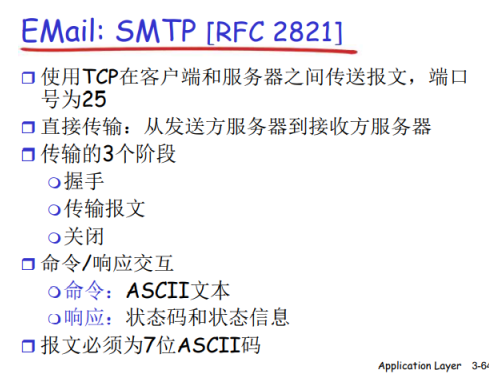 EMail: SMTP [RFC 2821]
使用TCP在客户端和服务器之间传送报文，端口
号为25
直接传输：从发送方服务器到接收方服务器
传输的3个阶段
握手
传输报文
关闭
命令/响应交互
命令：ASCII文本
响应：状态码和状态信息
报文必须为7位ASCII码
Application Layer 3-64